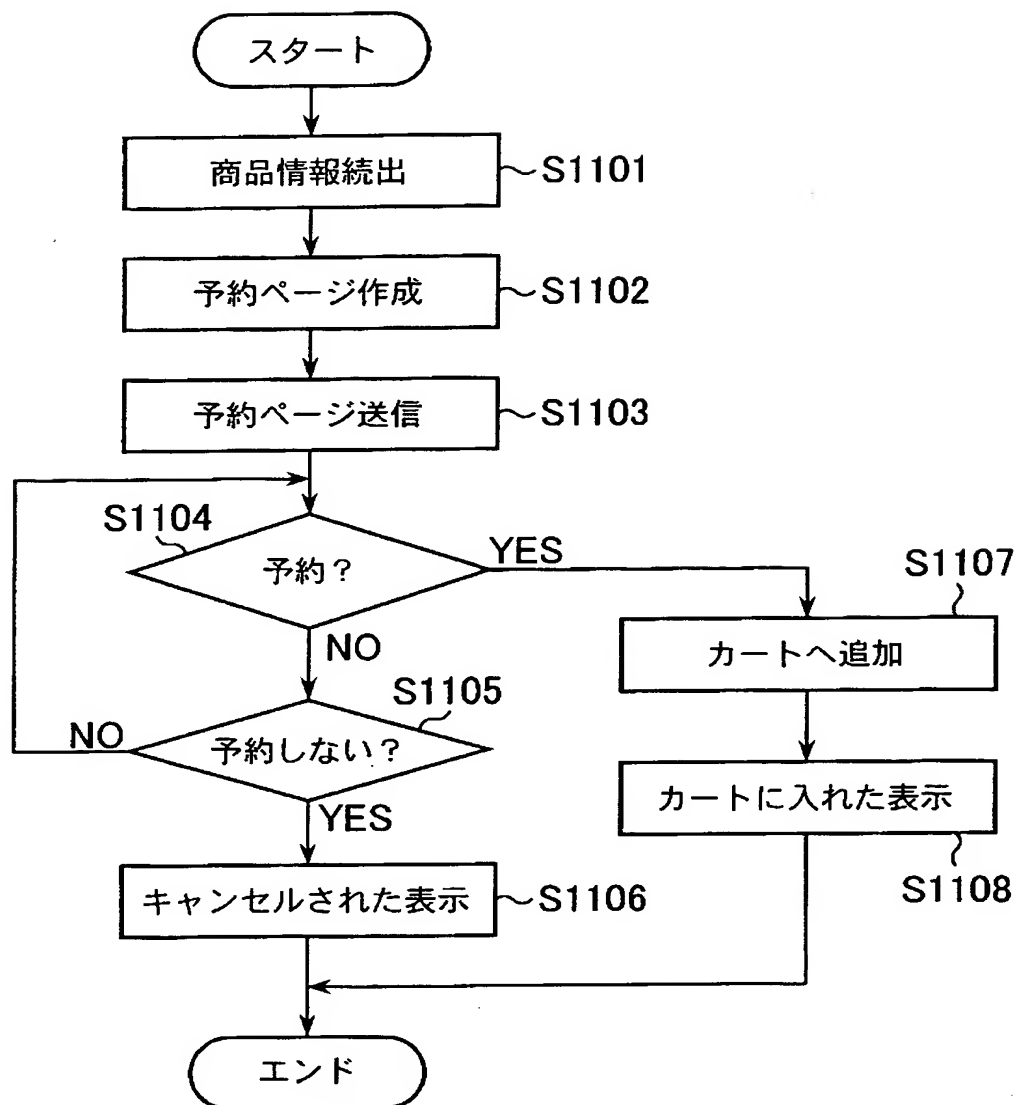 スタート
商品情報続出
S1101
予約ページ作成
S1102
予約ページ送信
S1103
S1104
予約？
YES
NO
S1105
予約しない？
NO
YES
キャンセルされた表示
S1106
S1107
カートへ追加
カートに入れた表示
S1108
エンド